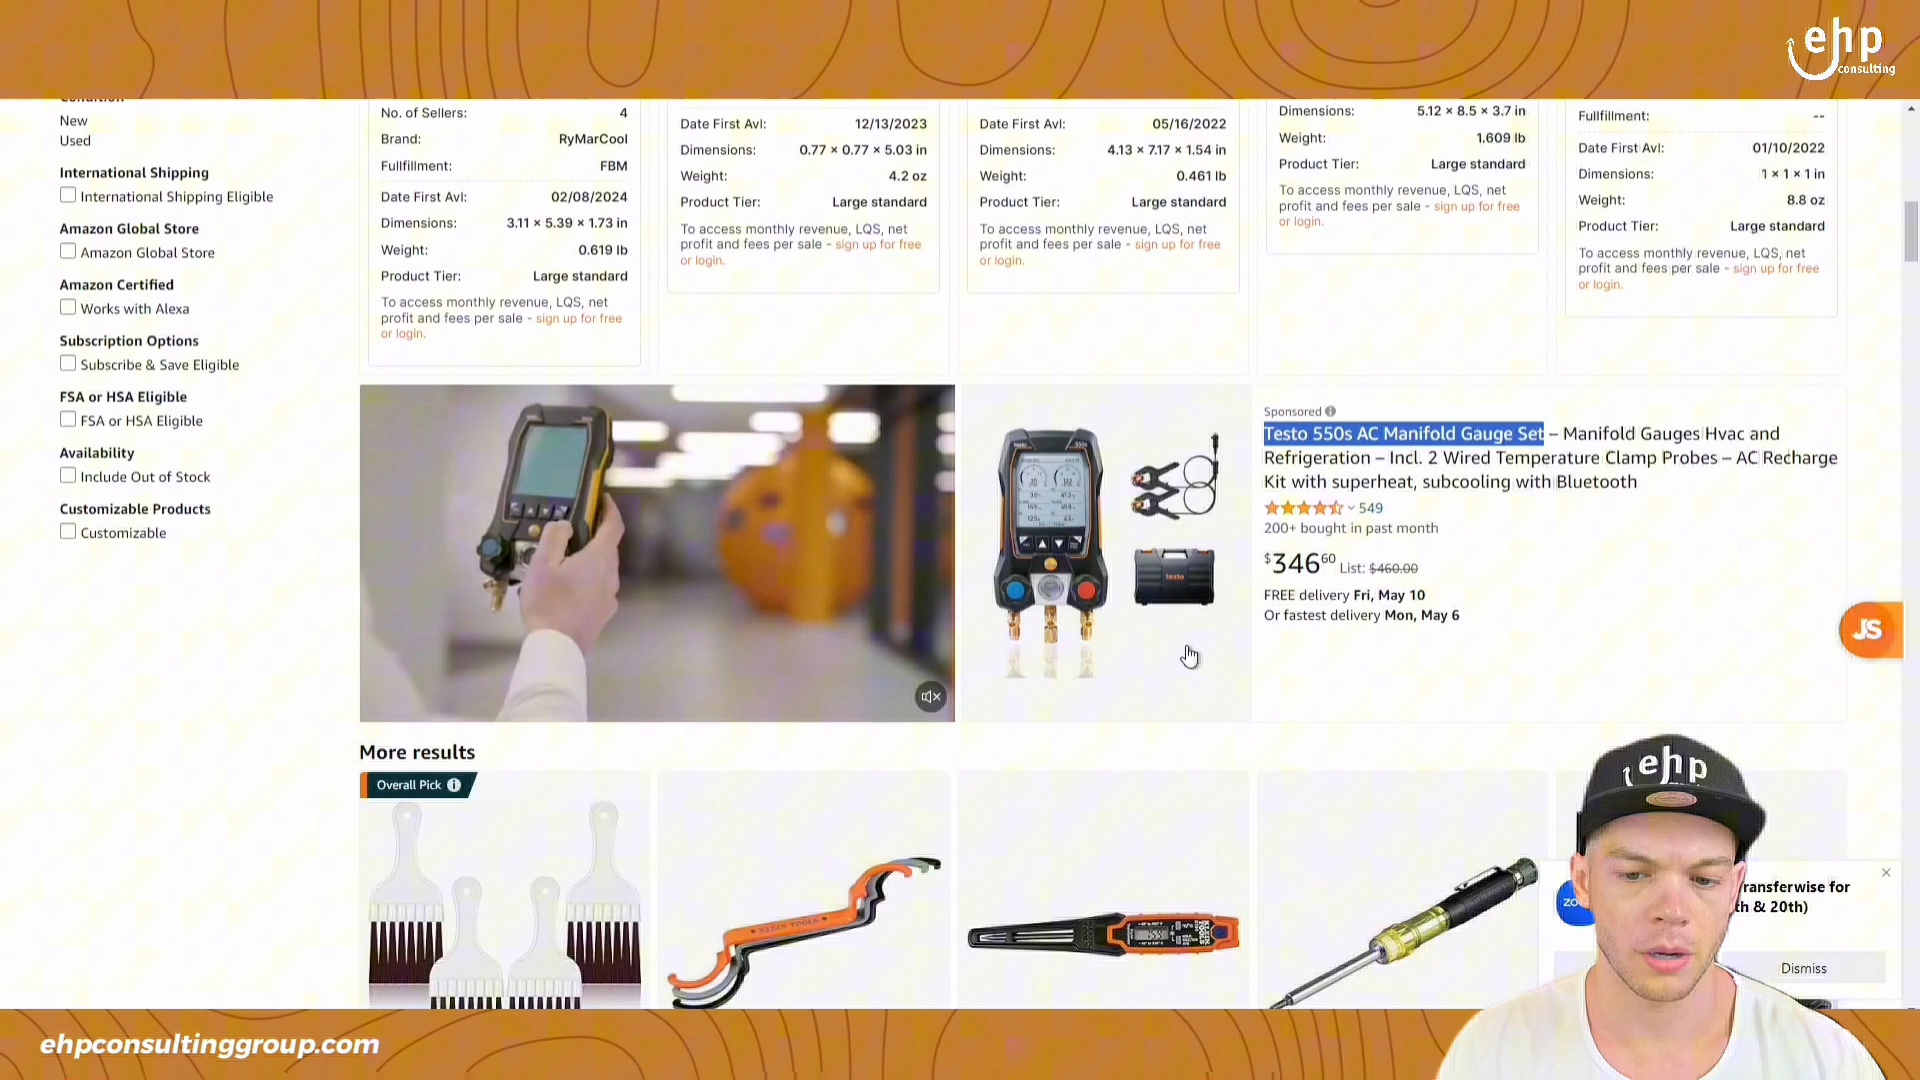 ehp
consulting
Condition
New
Used
International Shipping
International Shipping Eligible
Amazon Global Store
Amazon Global Store
Amazon Certified
Works with Alexa
Subscription Options
Subscribe & Save Eligible
FSA or HSA Eligible
FSA or HSA Eligible
Availability
Include Out of Stock
Customizable Products
Customizable
No. of Sellers: 4
Brand: RyMarCool
Fullfillment: FBM
Date First Avl: 02/08/2024
Dimensions: 3.11 × 5.39 × 1.73 in
Weight: 0.619 lb
Product Tier: Large standard
To access monthly revenue, LQS, net
profit and fees per sale - sign up for free
or login.
Date First Avl: 12/13/2023
Dimensions: 0.77 × 0.77 × 5.03 in
Weight: 4.2 oz
Product Tier: Large standard
To access monthly revenue, LQS, net
profit and fees per sale - sign up for free
or login.
Date First Avl: 05/16/2022
Dimensions: 4.13 × 7.17 × 1.54 in
Weight: 0.461 lb
Product Tier: Large standard
To access monthly revenue, LQS, net
profit and fees per sale - sign up for free
or login.
Dimensions: 5.12 × 8.5 × 3.7 in
Weight: 1.609 lb
Product Tier: Large standard
To access monthly revenue, LQS, net
profit and fees per sale - sign up for free
or login.
Fullfillment: --
Date First Avl: 01/10/2022
Dimensions: 1 × 1 × 1 in
Weight: 8.8 oz
Product Tier: Large standard
To access monthly revenue, LQS, net
profit and fees per sale - sign up for free
or login.
testo 550s
testo
Sponsored
Testo 550s AC Manifold Gauge Set – Manifold Gauges Hvac and
Refrigeration – Incl. 2 Wired Temperature Clamp Probes – AC Recharge
Kit with superheat, subcooling with Bluetooth
549
200+ bought in past month
$346 60 List: $460.00
FREE delivery Fri, May 10
Or fastest delivery Mon, May 6
JS
More results
Overall Pick
KLEIN TOOLS
ehp
zo
ransferwise for
th & 20th)
Dismiss
ehpconsultinggroup.com